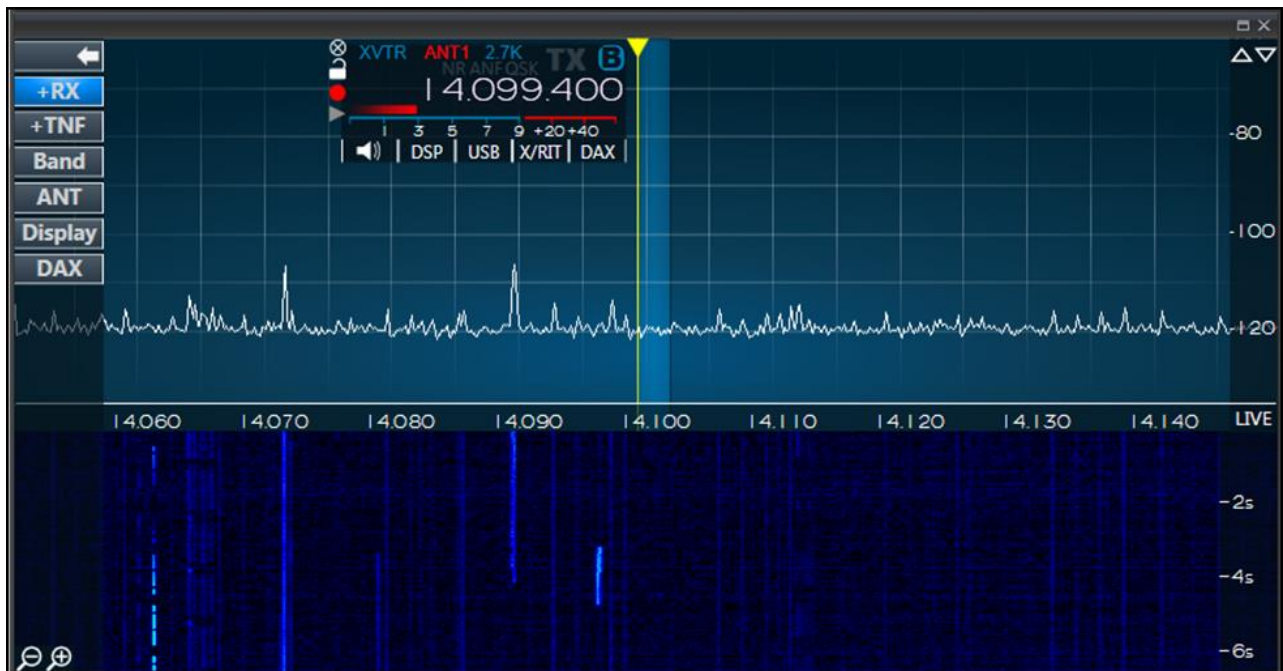 XVTR ANT1 2.7K TX B
NR ANF QSK
14.099.400
1 3 5 7 9 +20 +40
DSP USB X/RIT DAX
+RX
+TNF
Band
ANT
Display
DAX
-80
-100
-120
14.060 14.070 14.080 14.090 14.100 14.110 14.120 14.130 14.140 LIVE
-2s
-4s
-6s